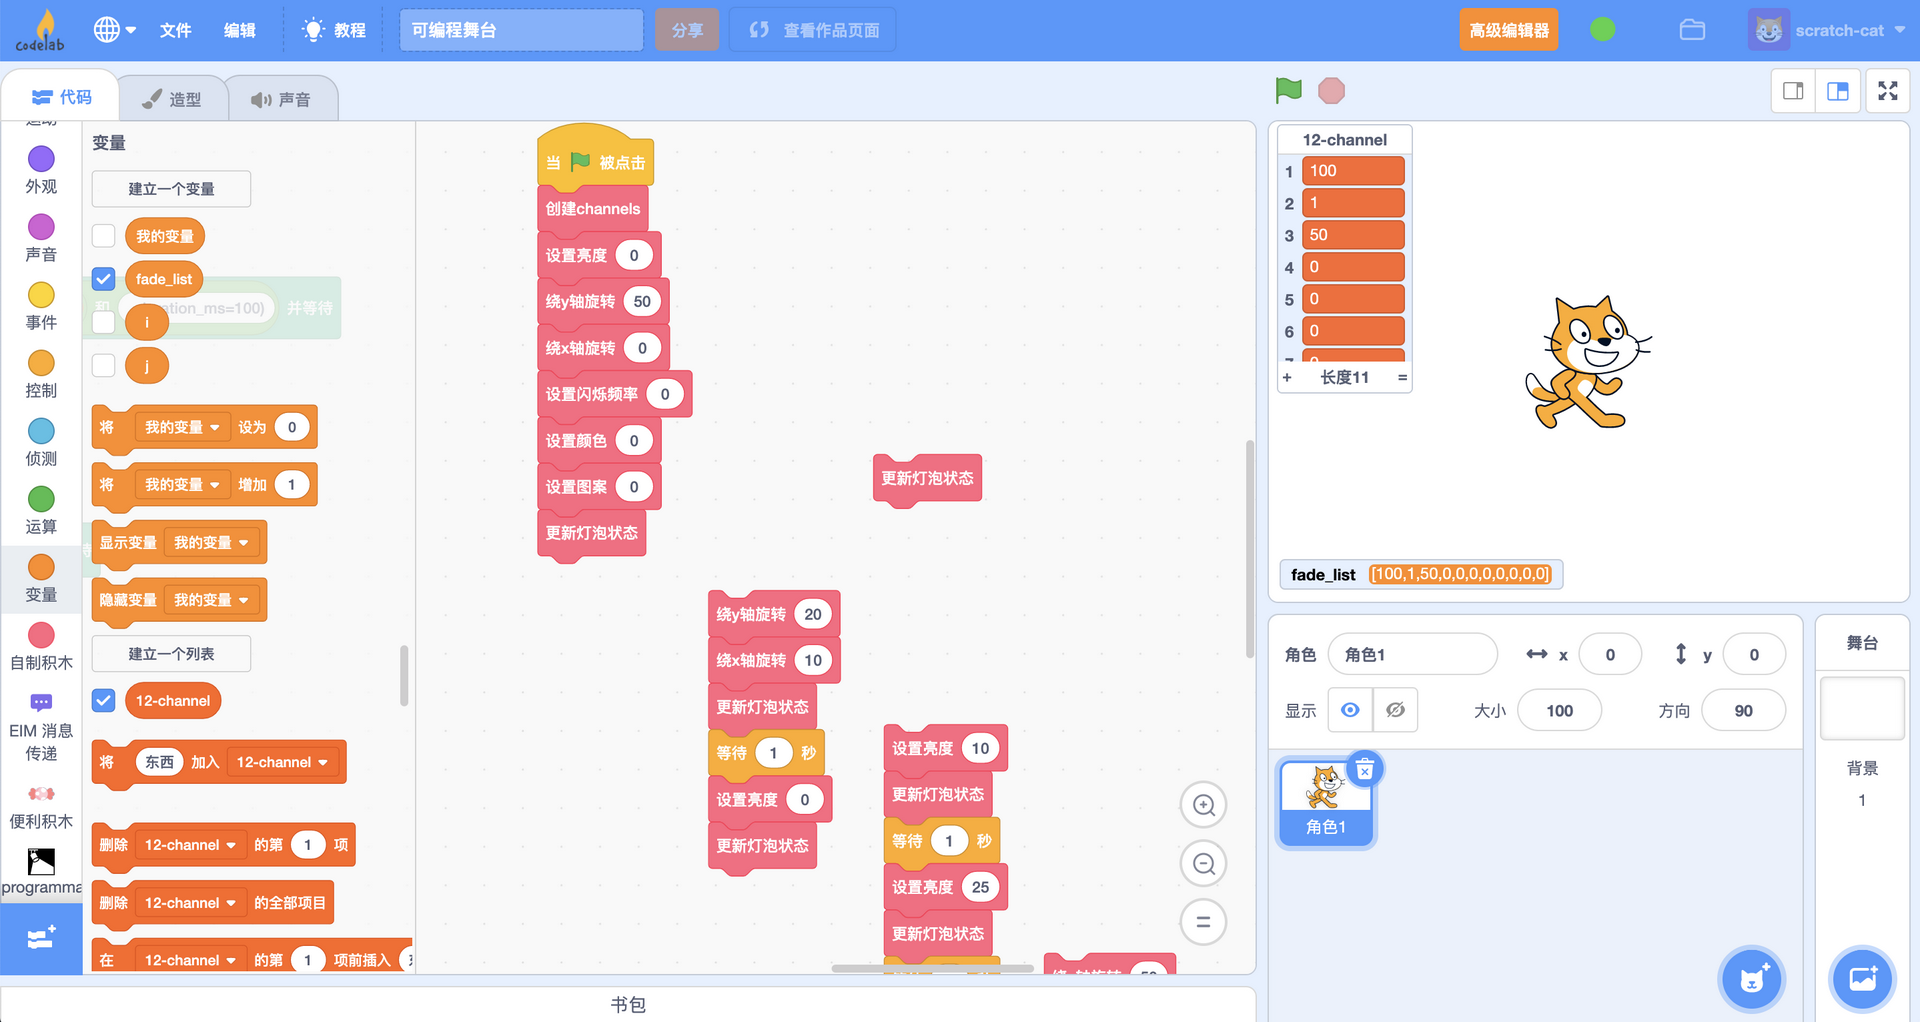 codelab
文件
编辑
教程
可编程舞台
分享
查看作品页面
高级编辑器
scratch-cat
代码
造型
声音
外观
声音
事件
控制
侦测
运算
变量
自制积木
EIM 消息
传递
便利积木
programma
变量
建立一个变量
我的变量
fade_list
和 ation_ms=100) 并等待
i
j
将 我的变量 设为 0
将 我的变量 增加 1
显示变量 我的变量
隐藏变量 我的变量
建立一个列表
12-channel
将 东西 加入 12-channel
删除 12-channel 的第 1 项
删除 12-channel 的全部项目
在 12-channel 的第 1 项前插入
当 被点击
创建channels
设置亮度 0
绕y轴旋转 50
绕x轴旋转 0
设置闪烁频率 0
设置颜色 0
设置图案 0
更新灯泡状态
更新灯泡状态
绕y轴旋转 20
绕x轴旋转 10
更新灯泡状态
等待 1 秒
设置亮度 0
更新灯泡状态
设置亮度 10
更新灯泡状态
等待 1 秒
设置亮度 25
更新灯泡状态
书包
12-channel
1 100
2 1
3 50
4 0
5 0
6 0
7 0
+ 长度11 =
fade_list [100,1,50,0,0,0,0,0,0,0,0]
角色 角色1 x 0 y 0
显示 大小 100 方向 90
角色1
舞台
背景
1